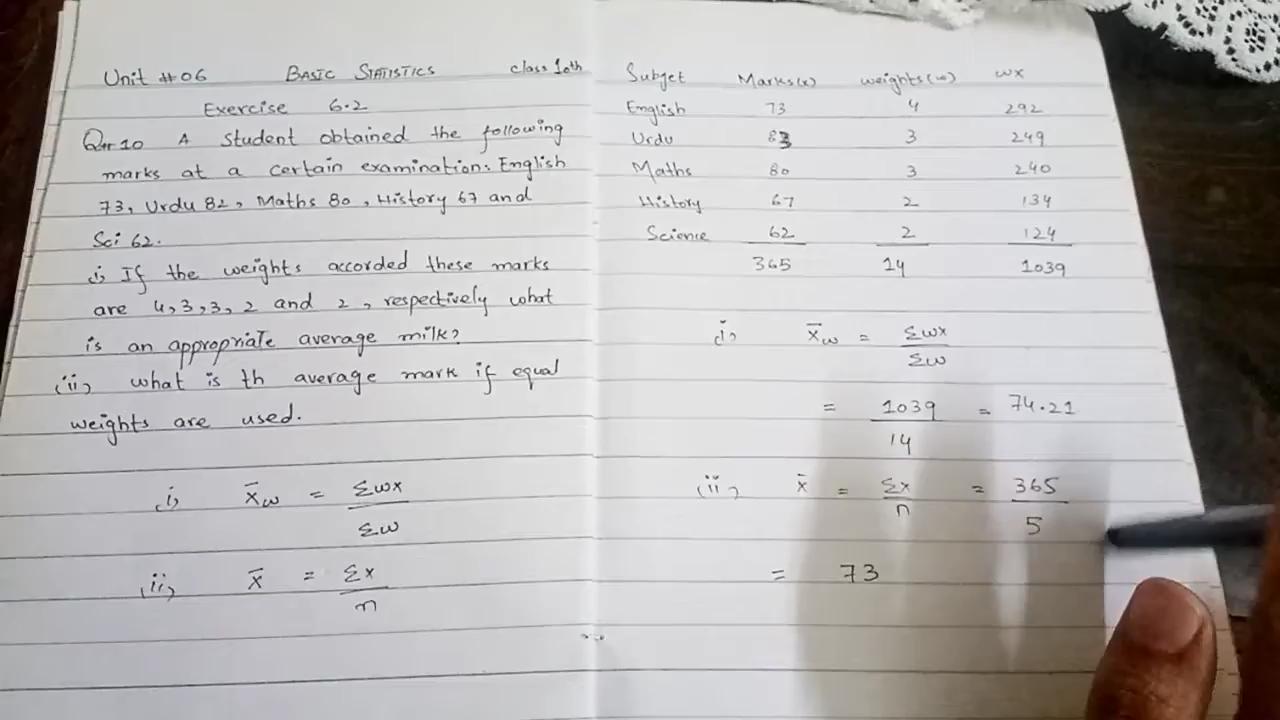 Unit #06 BASIC STATISTICS class 10th
Exercise 6.2
Q#10 A student obtained the following
marks at a certain examination: English
73, Urdu 82, Maths 80, History 67 and
Sci 62.
i, If the weights accorded these marks
are 4,3,3,2 and 2, respectively what
is an appropriate average milk?
(ii, what is th average mark if equal
weights are used.
i, x̄w = Σwx / Σw
(ii, x̄ = Σx / n
Subjet Marks(x) weights(w) wx
English 73 4 292
Urdu 83 3 249
Maths 80 3 240
History 67 2 134
Science 62 2 124
365 14 1039
i, x̄w = Σwx / Σw
= 1039 / 14 = 74.21
(ii, x̄ = Σx / n = 365 / 5
= 73